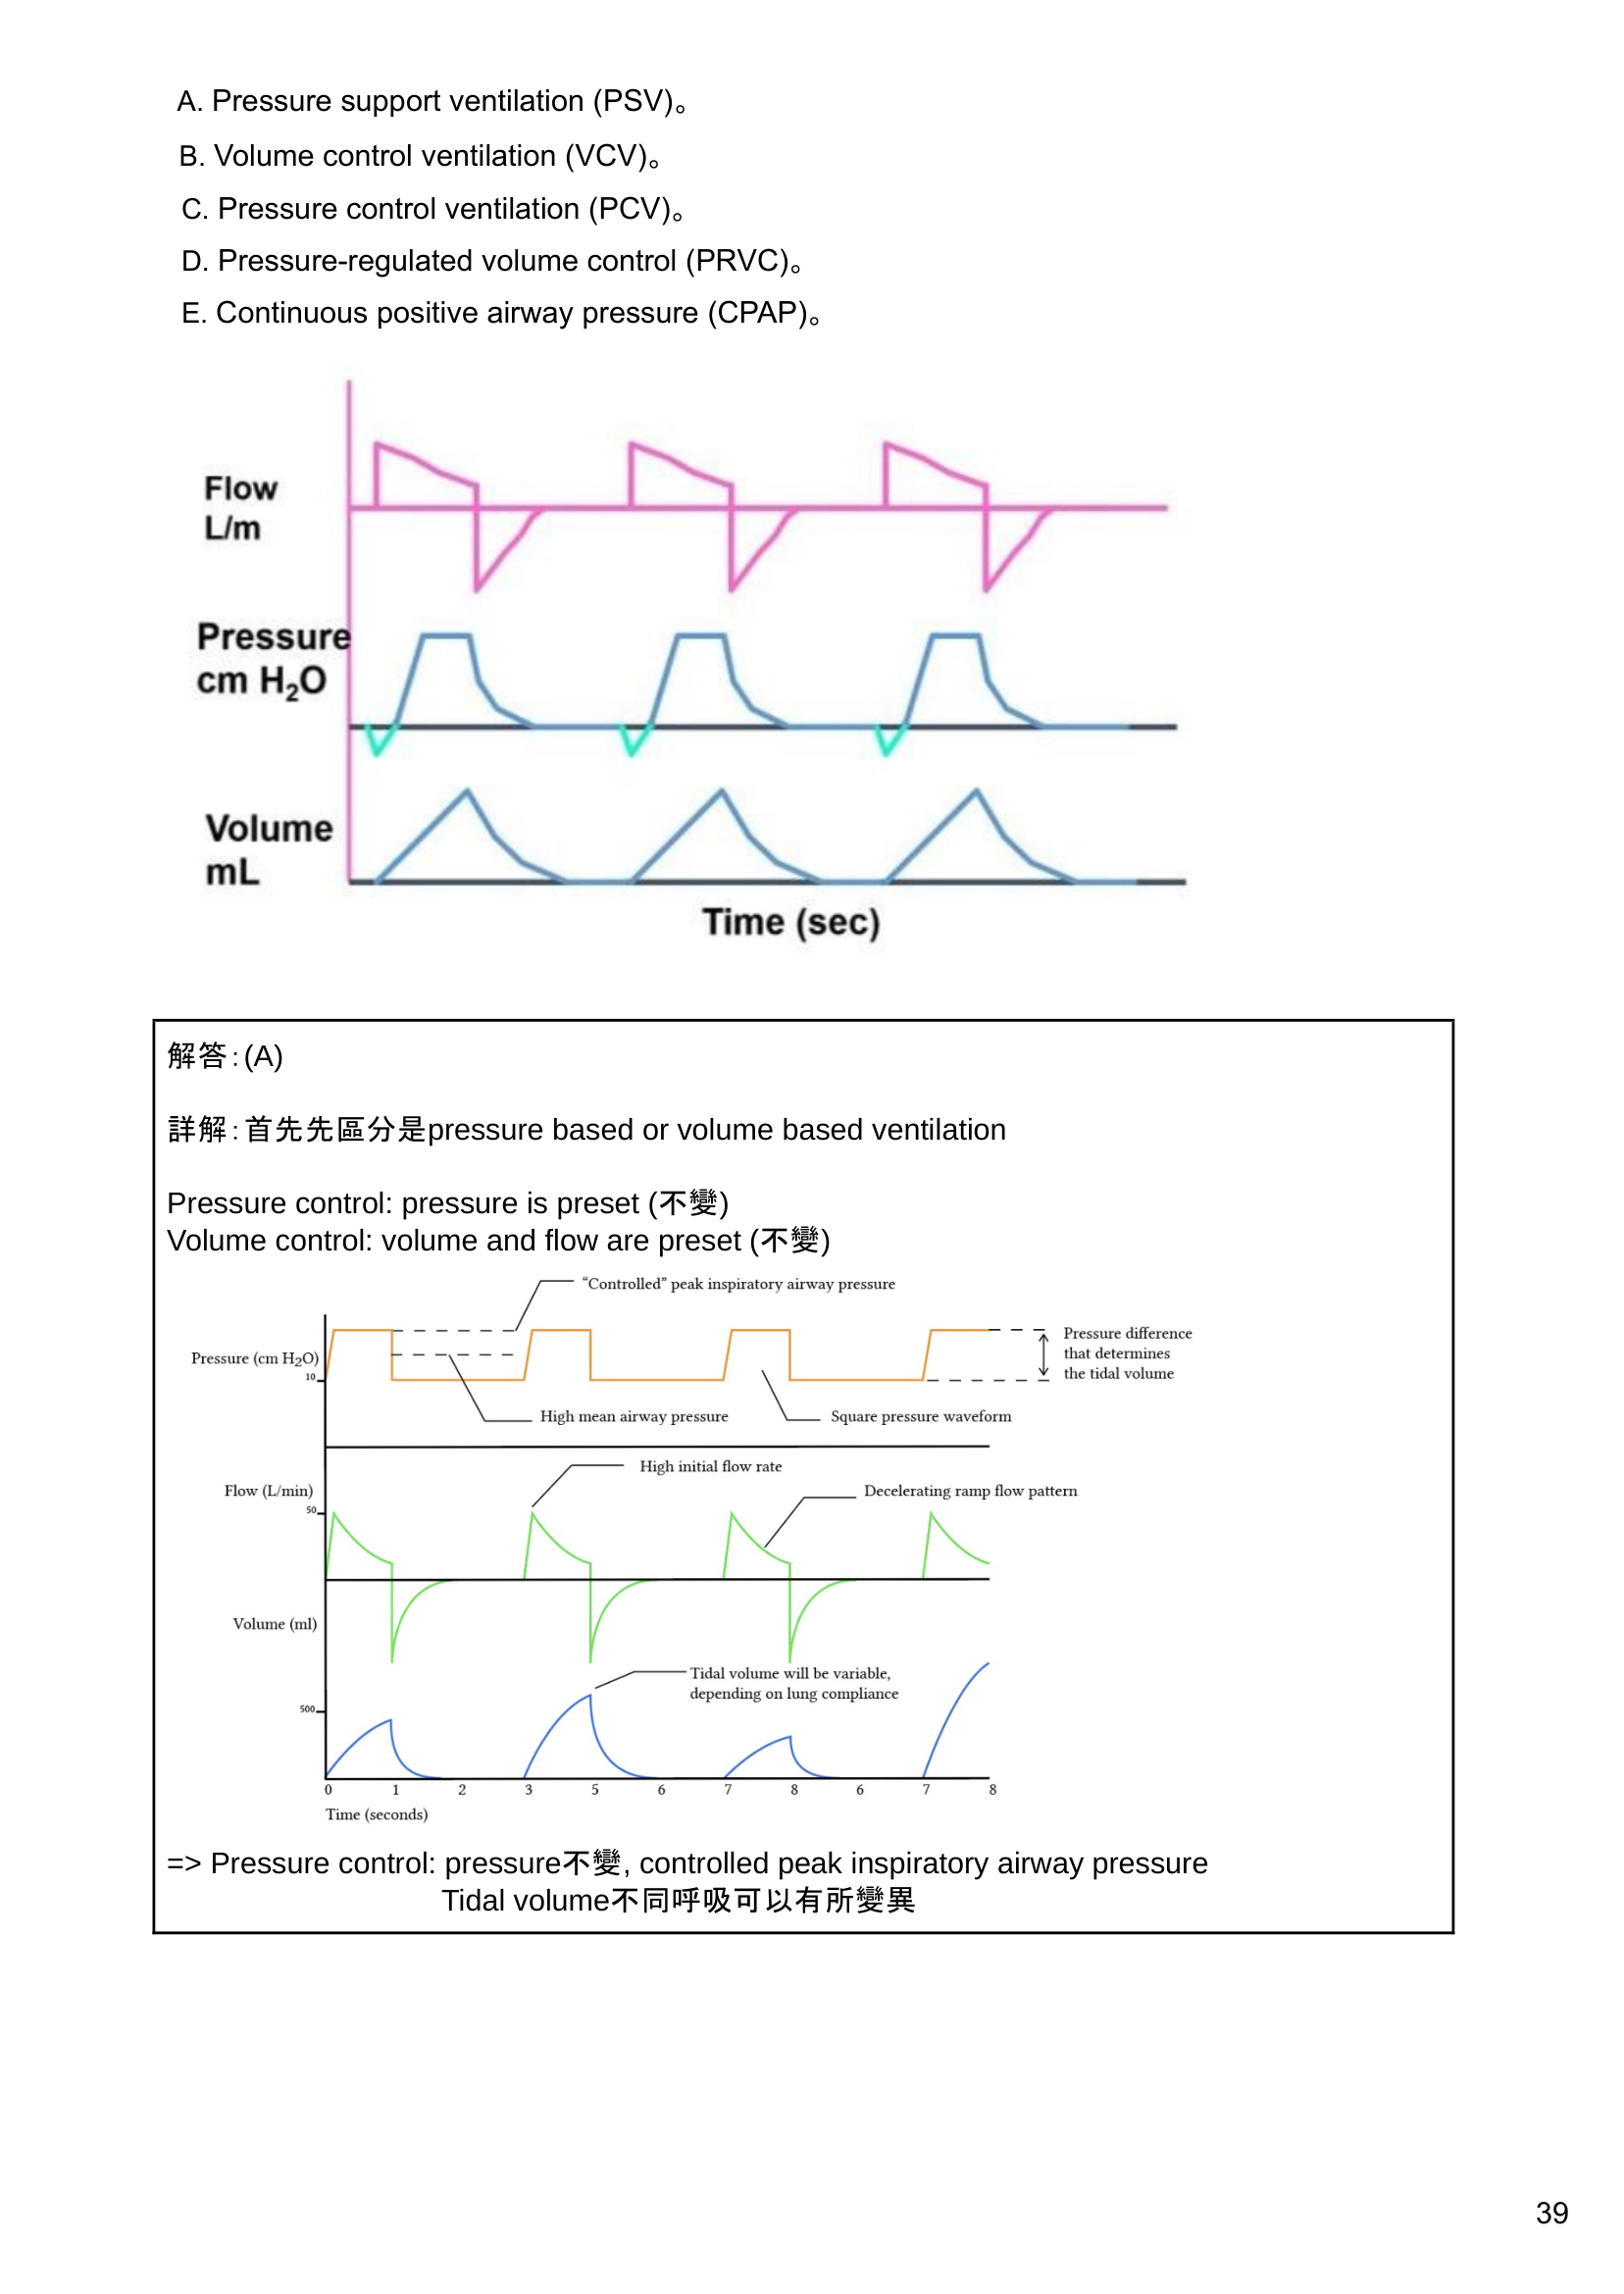 A. Pressure support ventilation (PSV)。
B. Volume control ventilation (VCV)。
C. Pressure control ventilation (PCV)。
D. Pressure-regulated volume control (PRVC)。
E. Continuous positive airway pressure (CPAP)。
Flow
L/m
Pressure
cm H₂O
Volume
mL
Time (sec)
解答：(A)
詳解：首先先區分是pressure based or volume based ventilation
Pressure control: pressure is preset (不變)
Volume control: volume and flow are preset (不變)
“Controlled” peak inspiratory airway pressure
Pressure (cm H₂O)
10
Pressure difference
that determines
the tidal volume
High mean airway pressure
Square pressure waveform
High initial flow rate
Flow (L/min)
50
Decelerating ramp flow pattern
Volume (ml)
Tidal volume will be variable,
depending on lung compliance
500
0 1 2 3 5 6 7 8 6 7 8
Time (seconds)
=> Pressure control: pressure不變, controlled peak inspiratory airway pressure
Tidal volume不同呼吸可以有所變異
39